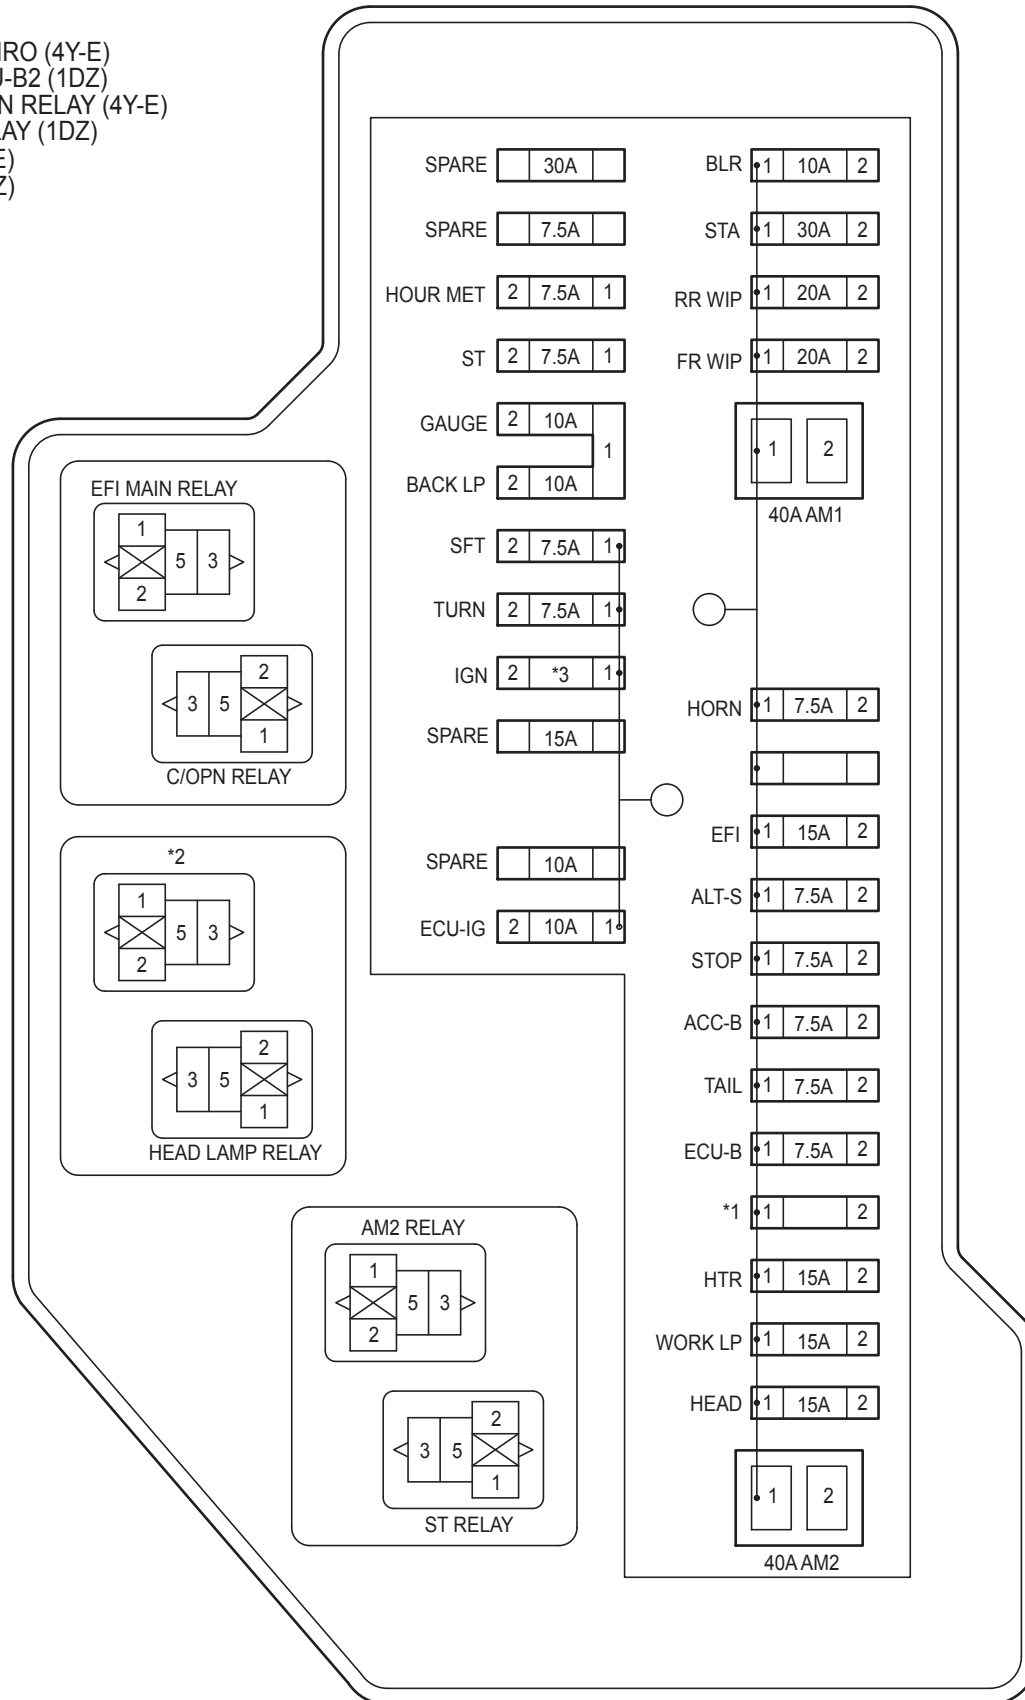 RO (4Y-E)
-B2 (1DZ)
N RELAY (4Y-E)
LAY (1DZ)
E)
Z)
SPARE 30A
SPARE 7.5A
HOUR MET 2 7.5A 1
ST 2 7.5A 1
GAUGE 2 10A
1
BACK LP 2 10A
SFT 2 7.5A 1
TURN 2 7.5A 1
IGN 2 *3 1
SPARE 15A
SPARE 10A
ECU-IG 2 10A 1
BLR 1 10A 2
STA 1 30A 2
RR WIP 1 20A 2
FR WIP 1 20A 2
1 2
40A AM1
HORN 1 7.5A 2
EFI 1 15A 2
ALT-S 1 7.5A 2
STOP 1 7.5A 2
ACC-B 1 7.5A 2
TAIL 1 7.5A 2
ECU-B 1 7.5A 2
*1 1 2
HTR 1 15A 2
WORK LP 1 15A 2
HEAD 1 15A 2
1 2
40A AM2
EFI MAIN RELAY
1
5 3
2
2
3 5
1
C/OPN RELAY
*2
1
5 3
2
2
3 5
1
HEAD LAMP RELAY
AM2 RELAY
1
5 3
2
2
3 5
1
ST RELAY